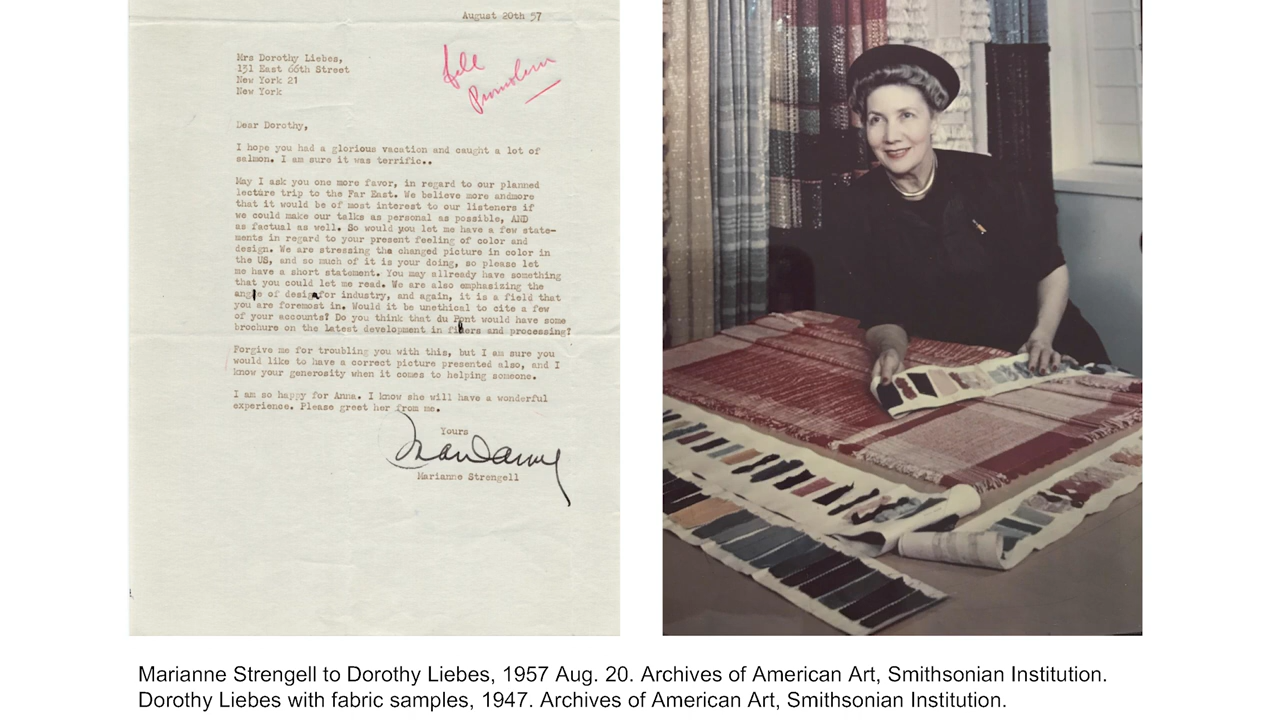 August 20th 57
Mrs Dorothy Liebes,
151 East 66th Street
New York 21
New York
Dear Dorothy,
I hope you had a glorious vacation and caught a lot of
salmon. I am sure it was terrific..
May I ask you one more favor, in regard to our planned
lecture trip to the Far East. We believe more andmore
that it would be of most interest to our listeners if
we could make our talks as personal as possible, AND
as factual as well. So would you let me have a few state-
ments in regard to your present feeling of color and
design. We are stressing the changed picture in color in
the US, and so much of it is your doing, so please let
me have a short statement. You may allready have something
that you could let me read. We are also emphasizing the
angle of design for industry, and again, it is a field that
you are foremost in. Would it be unethical to cite a few
of your accounts? Do you think that du Pont would have some
brochure on the latest development in fibers and processing?
Forgive me for troubling you with this, but I am sure you
would like to have a correct picture presented also, and I
know your generosity when it comes to helping someone.
I am so happy for Anna. I know she will have a wonderful
experience. Please greet her from me.
Yours
Marianne
Marianne Strengell
Marianne Strengell to Dorothy Liebes, 1957 Aug. 20. Archives of American Art, Smithsonian Institution.
Dorothy Liebes with fabric samples, 1947. Archives of American Art, Smithsonian Institution.